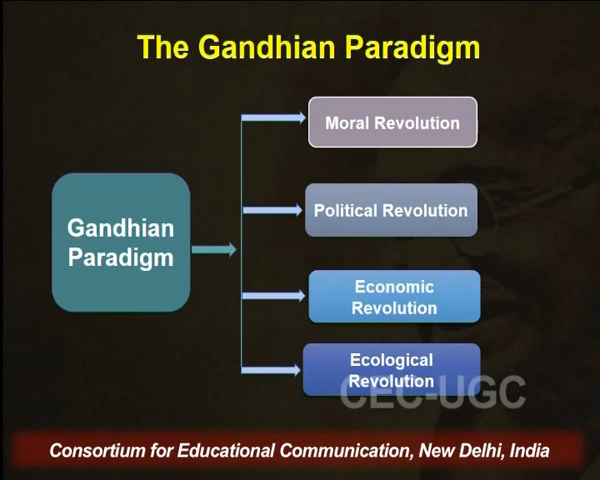 The Gandhian Paradigm
Moral Revolution
Gandhian
Paradigm
Political Revolution
Economic
Revolution
Ecological
Revolution
CEC-UGC
Consortium for Educational Communication, New Delhi, India